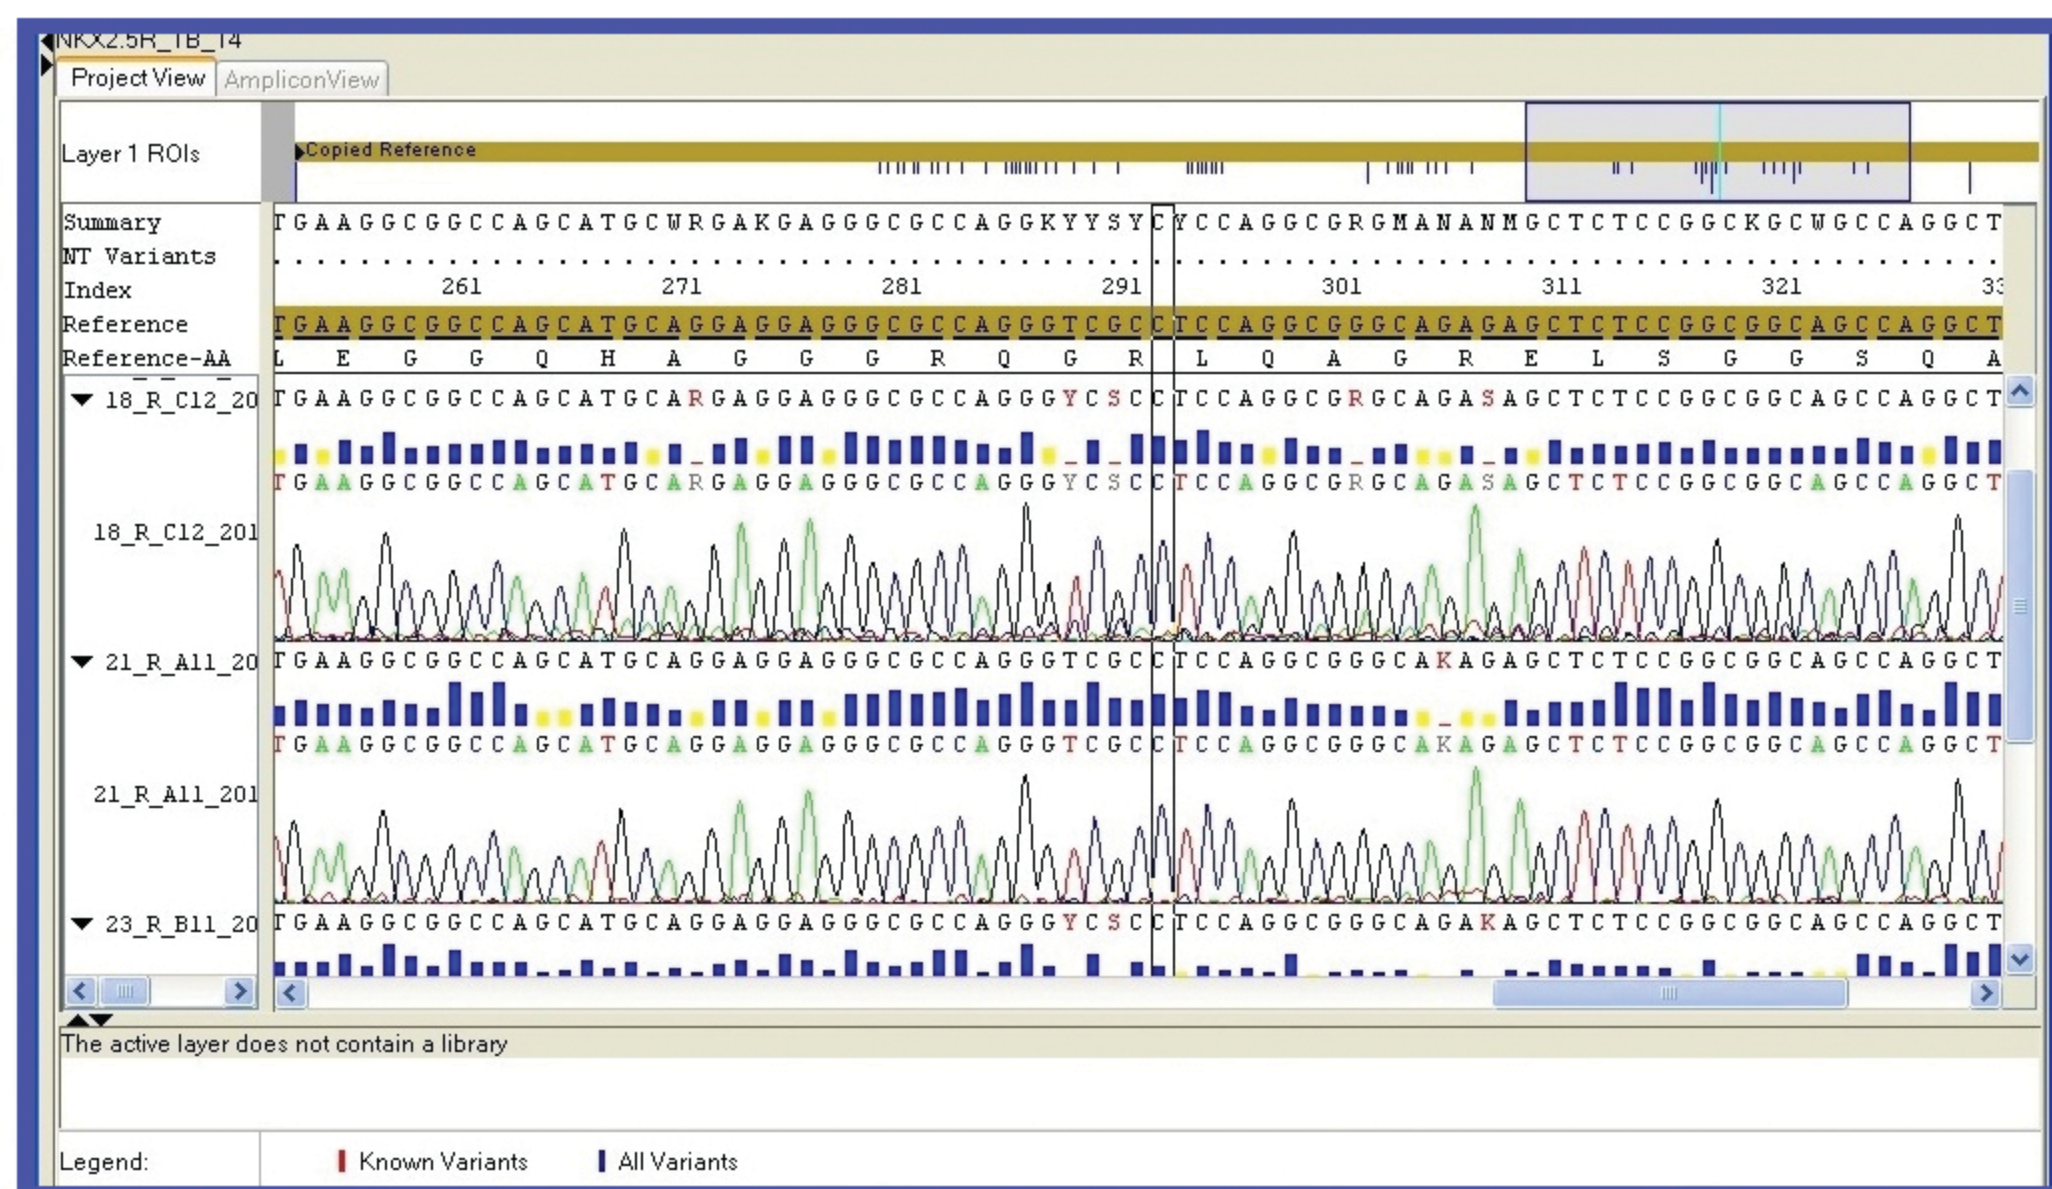 NKX2.5R_TB_T4
Project View AmpliconView
Layer 1 ROIs
Copied Reference
Summary TGAAGGCGGCCAGCATGCWRGAKGAGGGCGCCAGGKYYSYCYCCAGGCGRGMANANMGCTCTCCGGCKGCWGCCAGGCT
NT Variants
Index 261 271 281 291 301 311 321 33
Reference TGAAGGCGGCCAGCATGCAGGAGGAGGGCGCCAGGGTCGCCTCCAGGCGGGCAGAGAGCTCTCCGGCGGCAGCCAGGCT
Reference-AA L E G G Q H A G G G R Q G R L Q A G R E L S G G S Q A
18_R_C12_20 TGAAGGCGGCCAGCATGCARGAGGAGGGCGCCAGGGYCSCCTCCAGGCGRGCAGASAGCTCTCCGGCGGCAGCCAGGCT
TGAAGGCGGCCAGCATGCARGAGGAGGGCGCCAGGGYCSCCTCCAGGCGRGCAGASAGCTCTCCGGCGGCAGCCAGGCT
18_R_C12_201
21_R_A11_20 TGAAGGCGGCCAGCATGCAGGAGGAGGGCGCCAGGGTCGCCTCCAGGCGGGCAKAGAGCTCTCCGGCGGCAGCCAGGCT
TGAAGGCGGCCAGCATGCAGGAGGAGGGCGCCAGGGTCGCCTCCAGGCGGGCAKAGAGCTCTCCGGCGGCAGCCAGGCT
21_R_A11_201
23_R_B11_20 TGAAGGCGGCCAGCATGCAGGAGGAGGGCGCCAGGGYCSCCTCCAGGCGGGCAGAKAGCTCTCCGGCGGCAGCCAGGCT
The active layer does not contain a library
Legend: Known Variants All Variants